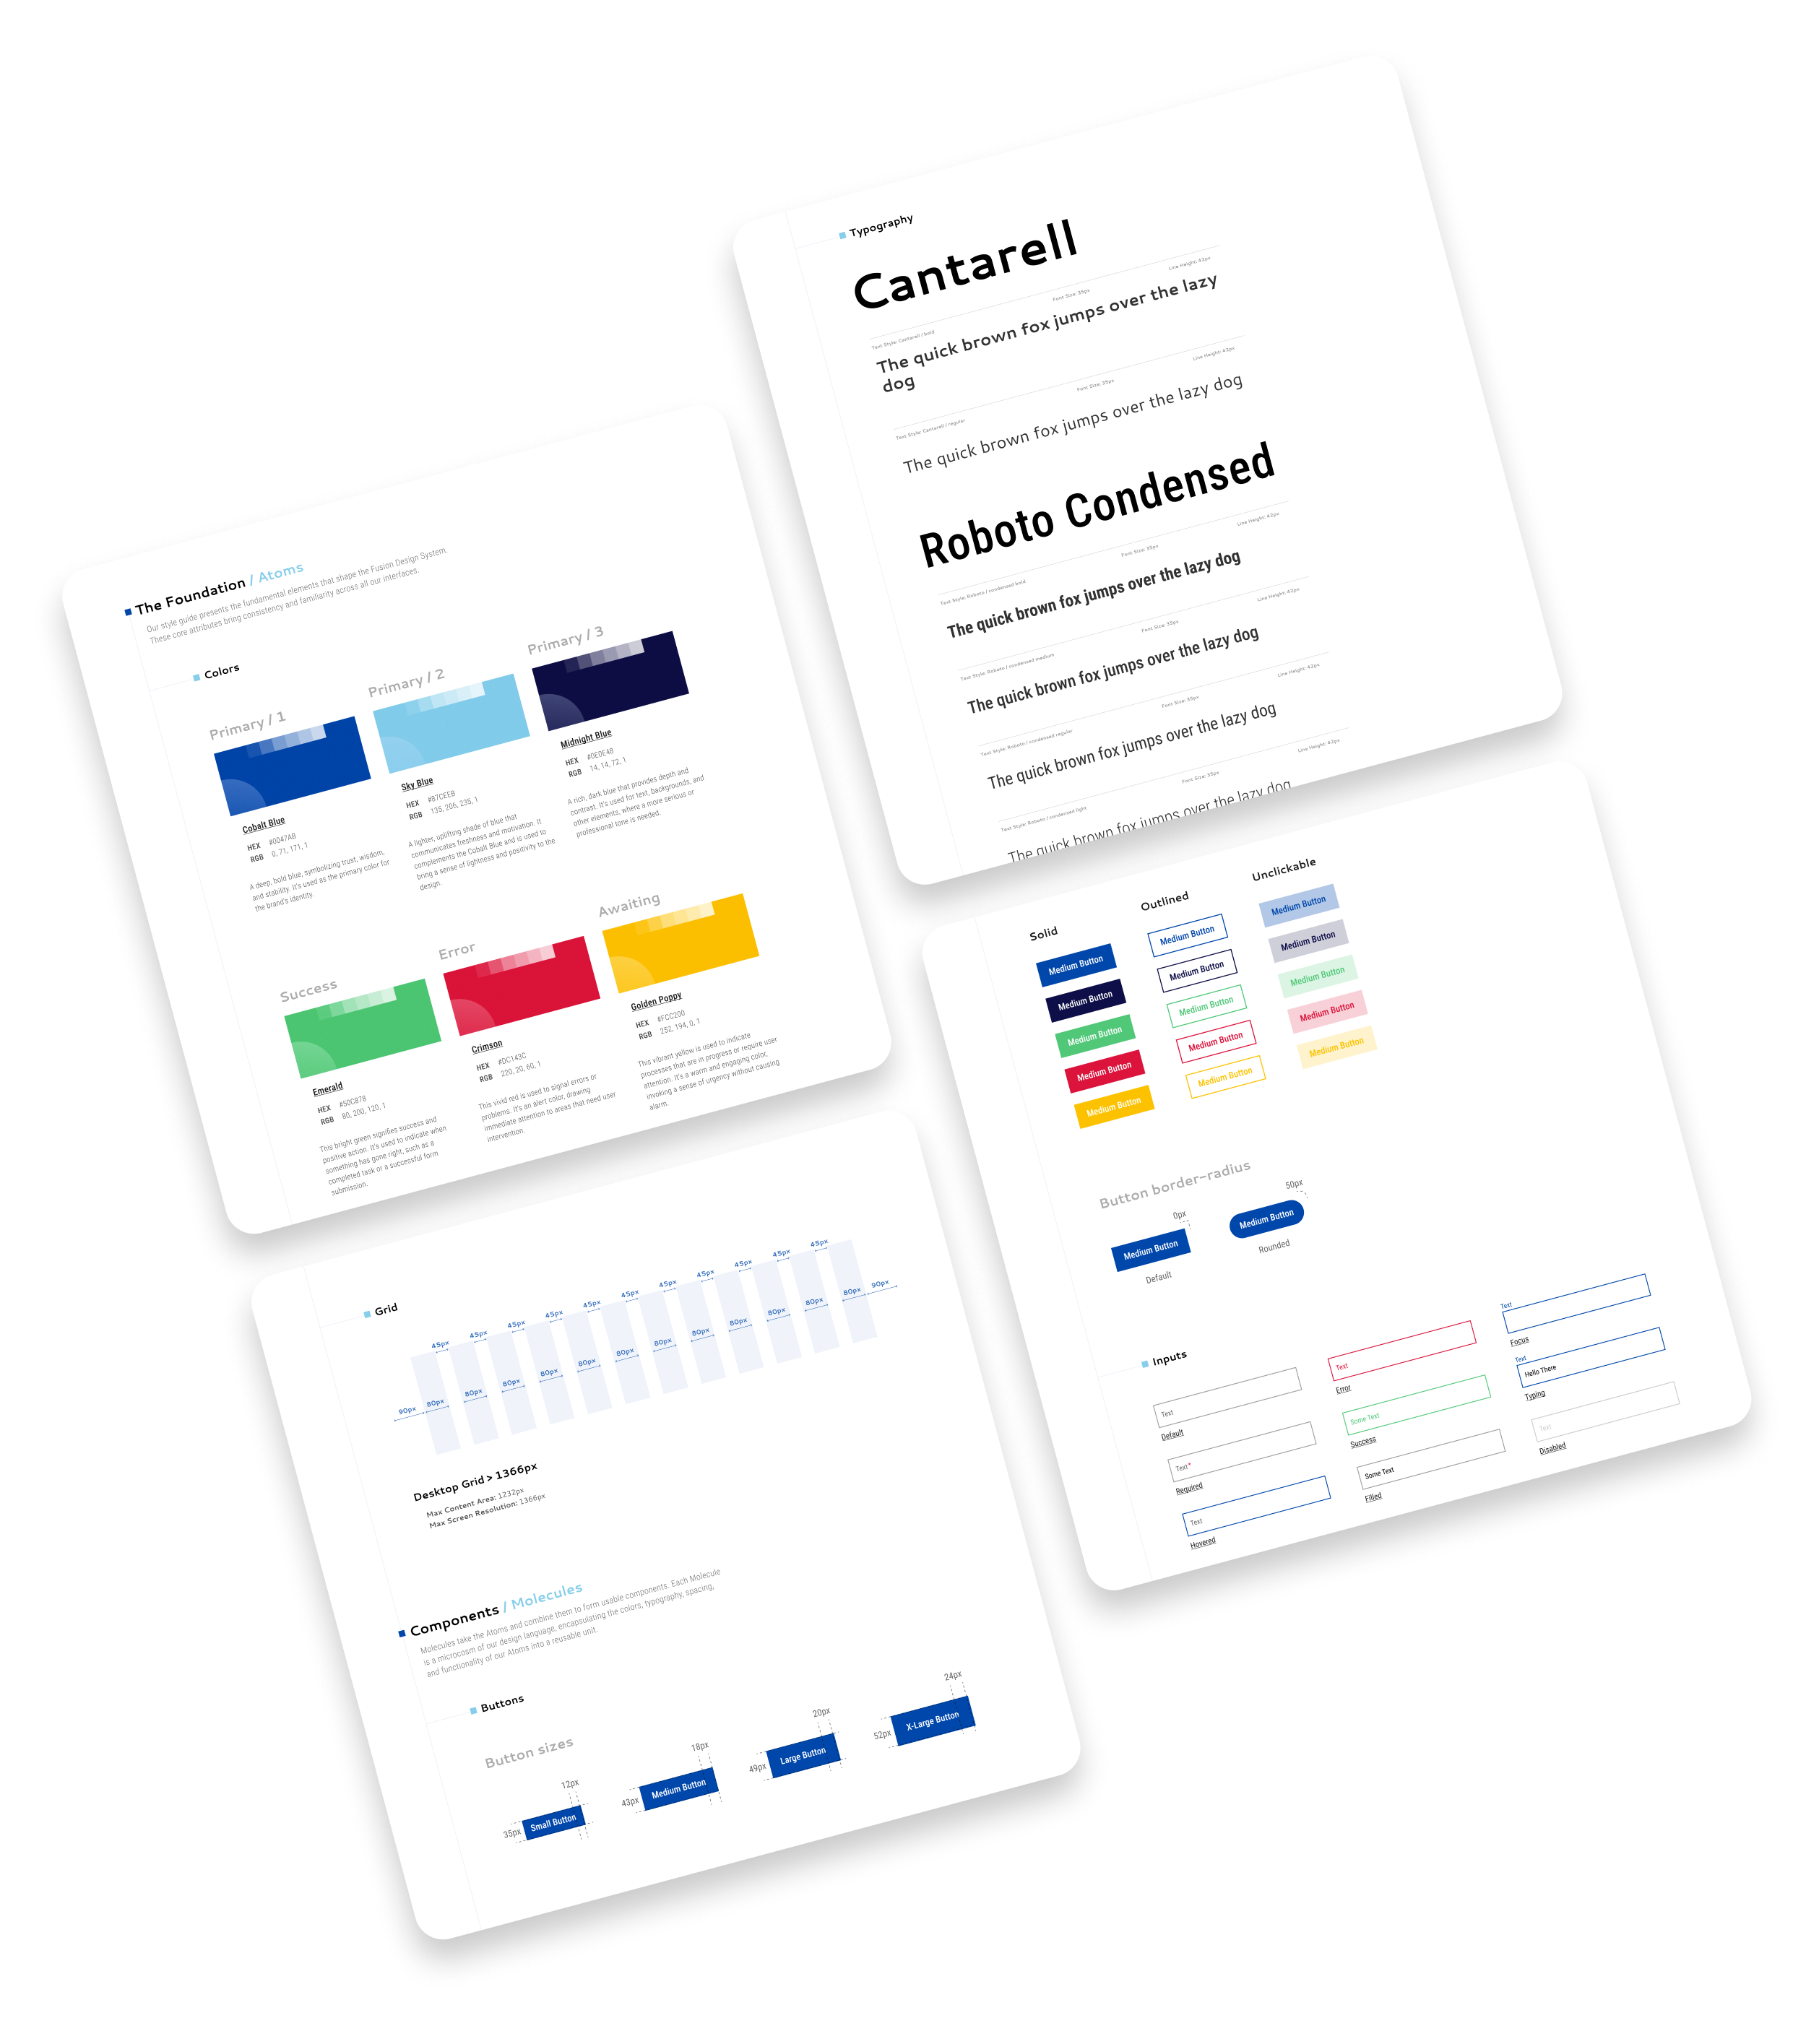 The Foundation / Atoms
Our style guide presents the fundamental elements that shape the Fusion Design System.
These core attributes bring consistency and familiarity across all our interfaces.
Colors
Primary / 1
Cobalt Blue
HEX #0047AB
RGB 0, 71, 171, 1
A deep, bold blue, symbolizing trust, wisdom,
and stability. It's used as the primary color for
the brand's identity.
Primary / 2
Sky Blue
HEX #87CEEB
RGB 135, 206, 235, 1
A lighter, uplifting shade of blue that
communicates freshness and motivation. It
complements the Cobalt Blue and is used to
bring a sense of lightness and positivity to the
design.
Primary / 3
Midnight Blue
HEX #0E0E4B
RGB 14, 14, 72, 1
A rich, dark blue that provides depth and
contrast. It's used for text, backgrounds, and
other elements, where a more serious or
professional tone is needed.
Success
Emerald
HEX #50C878
RGB 80, 200, 120, 1
This bright green signifies success and
positive action. It's used to indicate when
something has gone right, such as a
completed task or a successful form
submission.
Error
Crimson
HEX #DC143C
RGB 220, 20, 60, 1
This vivid red is used to signal errors or
problems. It's an alert color, drawing
immediate attention to areas that need user
intervention.
Awaiting
Golden Poppy
HEX #FCC200
RGB 252, 194, 0, 1
This vibrant yellow is used to indicate
processes that are in progress or require user
attention. It's a warm and engaging color,
invoking a sense of urgency without causing
alarm.
Typography
Cantarell
Text Style: Cantarell / bold
Font Size: 35px
Line Height: 42px
The quick brown fox jumps over the lazy
dog
Text Style: Cantarell / regular
Font Size: 35px
Line Height: 42px
The quick brown fox jumps over the lazy dog
Roboto Condensed
Text Style: Roboto / condensed bold
Font Size: 35px
Line Height: 42px
The quick brown fox jumps over the lazy dog
Text Style: Roboto / condensed medium
Font Size: 35px
Line Height: 42px
The quick brown fox jumps over the lazy dog
Text Style: Roboto / condensed regular
Font Size: 35px
Line Height: 42px
The quick brown fox jumps over the lazy dog
Text Style: Roboto / condensed light
Font Size: 35px
Line Height: 42px
The quick brown fox jumps over the lazy dog
Grid
45px 45px 45px 45px 45px 45px 45px 45px 45px 45px 45px
90px 80px 80px 80px 80px 80px 80px 80px 80px 80px 80px 80px 80px 90px
Desktop Grid > 1366px
Max Content Area: 1232px
Max Screen Resolution: 1366px
Components / Molecules
Molecules take the Atoms and combine them to form usable components. Each Molecule
is a microcosm of our design language, encapsulating the colors, typography, spacing,
and functionality of our Atoms into a reusable unit.
Buttons
Button sizes
12px
35px
Small Button
18px
43px
Medium Button
20px
49px
Large Button
24px
52px
X-Large Button
Solid
Medium Button
Medium Button
Medium Button
Medium Button
Medium Button
Outlined
Medium Button
Medium Button
Medium Button
Medium Button
Medium Button
Unclickable
Medium Button
Medium Button
Medium Button
Medium Button
Medium Button
Button border-radius
0px
Medium Button
Default
50px
Medium Button
Rounded
Inputs
Text
Default
Text*
Required
Text
Hovered
Text
Error
Some Text
Success
Some Text
Filled
Text
Focus
Text
Hello There
Typing
Text
Disabled